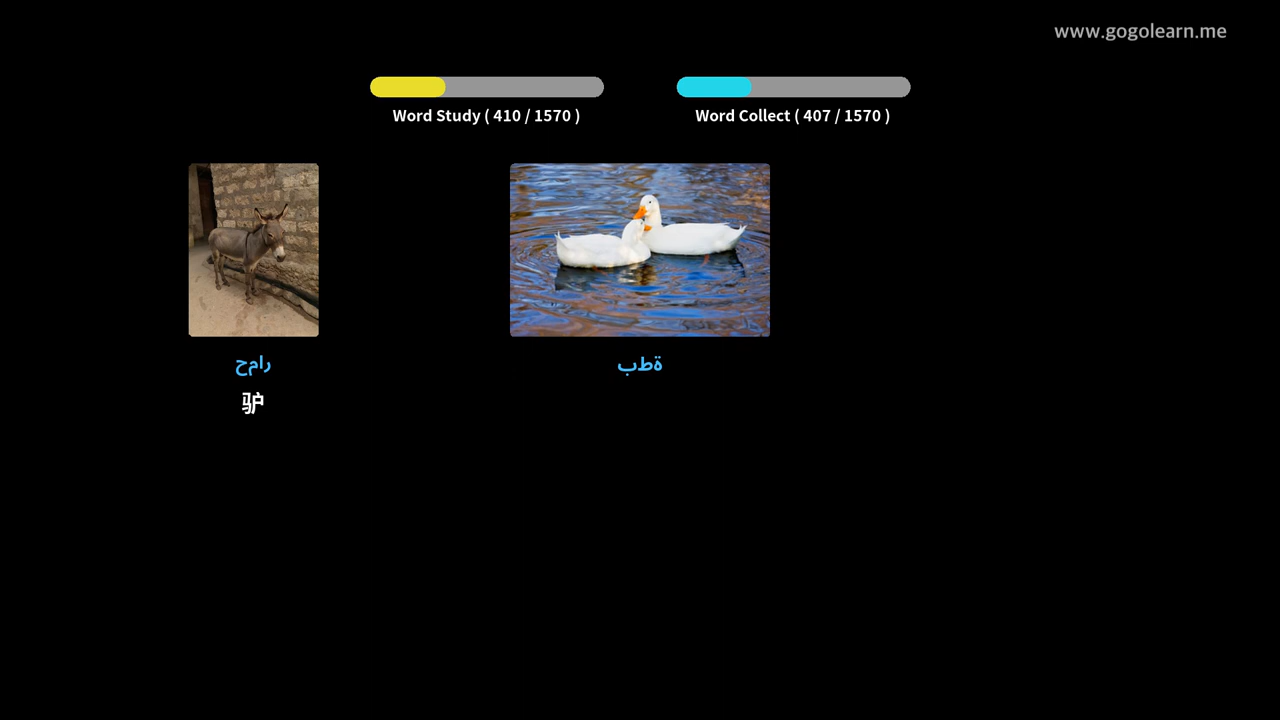 www.gogolearn.me
Word Study ( 410 / 1570 )
Word Collect ( 407 / 1570 )
رامح
驴
ةطب